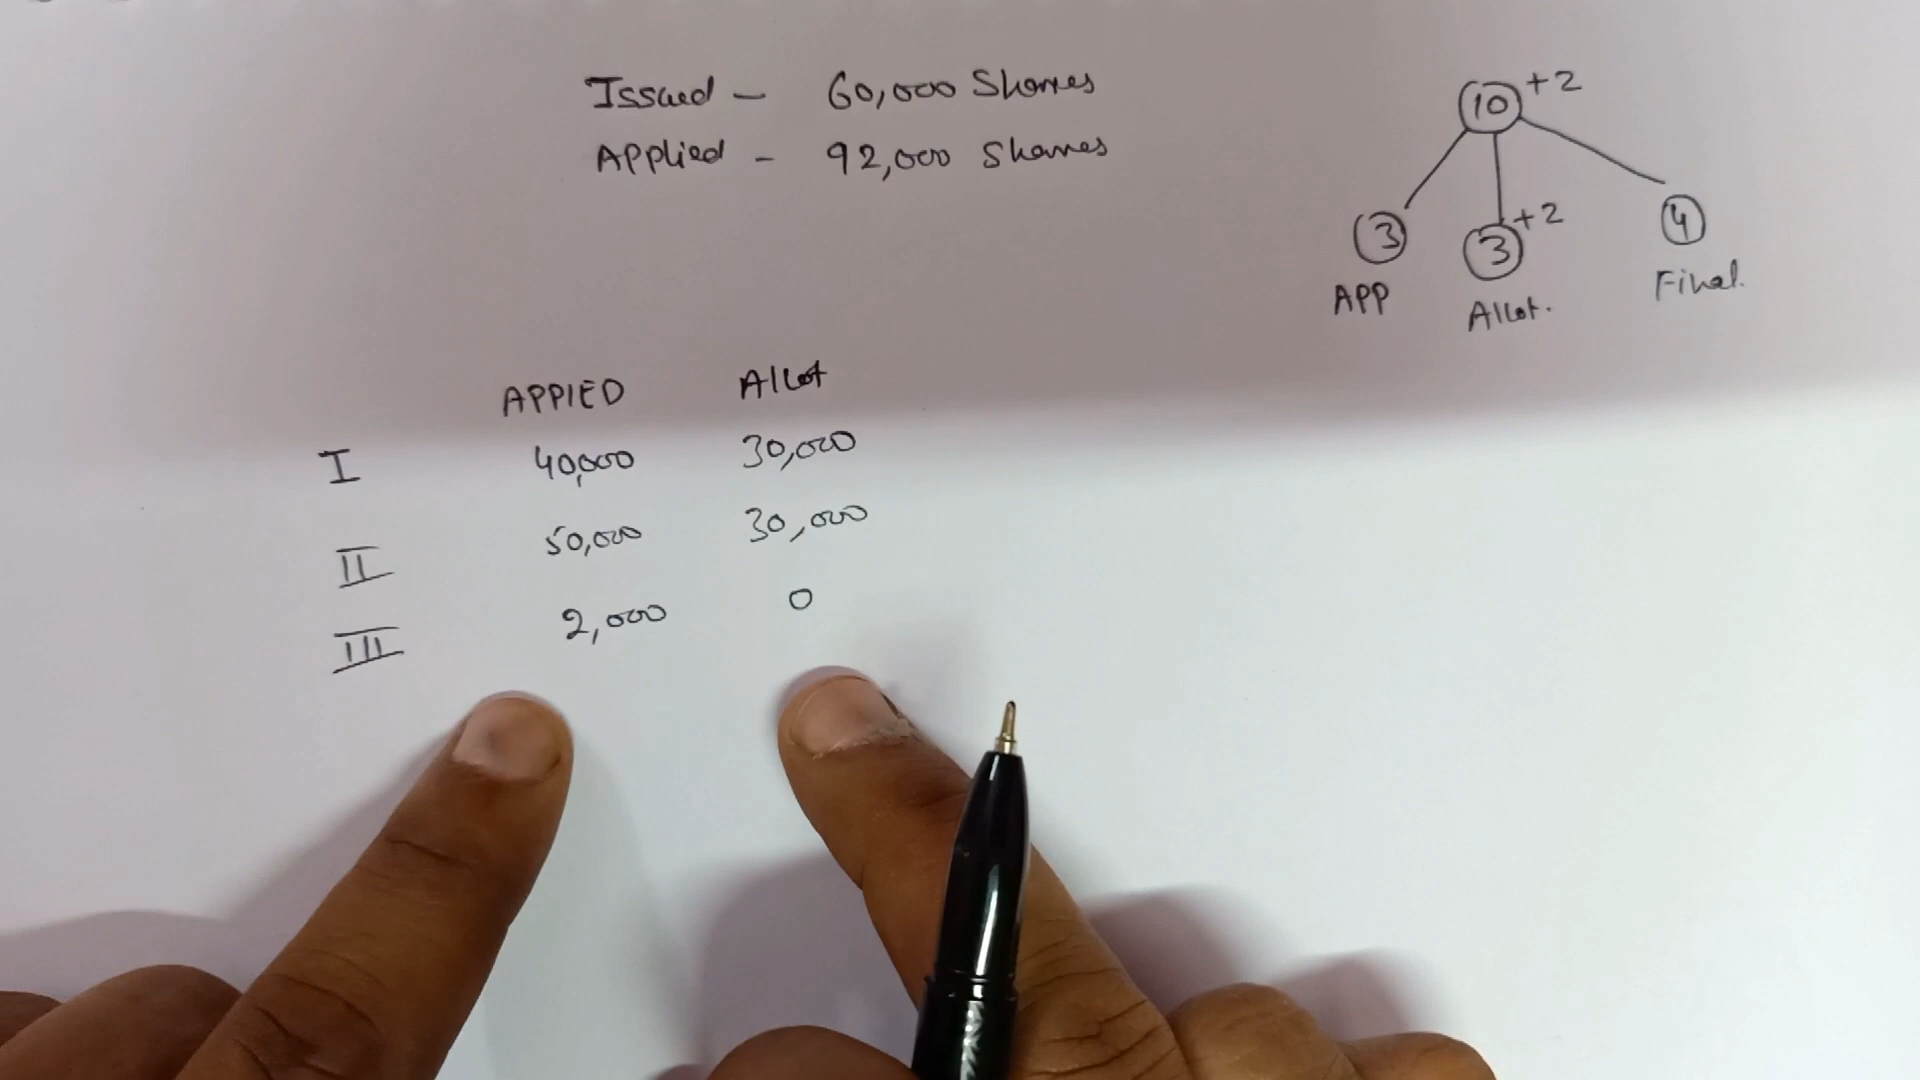 Issued - 60,000 Shares
Applied - 92,000 Shares
10 +2
3 3 +2 4
APP Allot. Final.
APPIED Allot
I 40,000 30,000
II 50,000 30,000
III 2,000 0